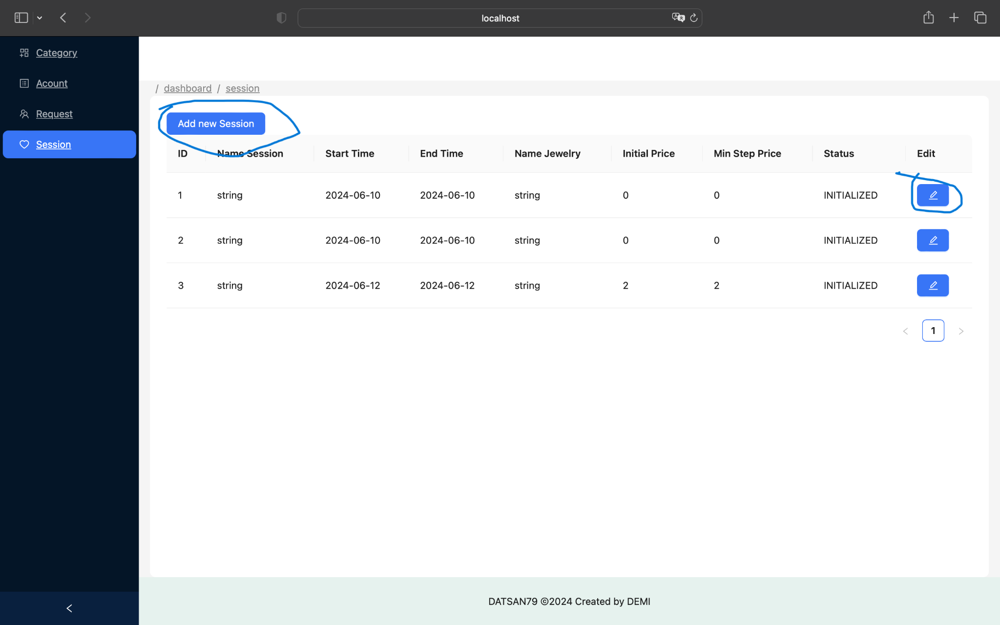 localhost
Category
Acount
Request
Session
/ dashboard / session
Add new Session
ID Name Session Start Time End Time Name Jewelry Initial Price Min Step Price Status Edit
1 string 2024-06-10 2024-06-10 string 0 0 INITIALIZED
2 string 2024-06-10 2024-06-10 string 0 0 INITIALIZED
3 string 2024-06-12 2024-06-12 string 2 2 INITIALIZED
< 1 >
DATSAN79 ©2024 Created by DEMI